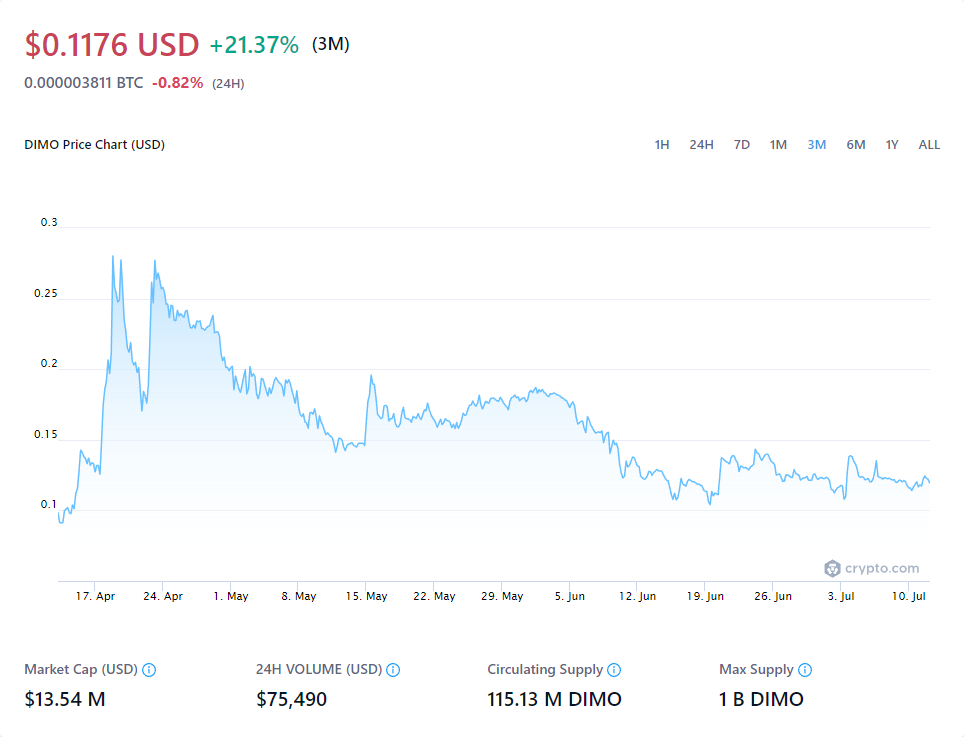 $0.1176 USD +21.37% (3M)
0.000003811 BTC -0.82% (24H)
DIMO Price Chart (USD) 1H 24H 7D 1M 3M 6M 1Y ALL
0.3
0.25
0.2
0.15
0.1
crypto.com
17. Apr 24. Apr 1. May 8. May 15. May 22. May 29. May 5. Jun 12. Jun 19. Jun 26. Jun 3. Jul 10. Jul
Market Cap (USD) 24H VOLUME (USD) Circulating Supply Max Supply
$13.54 M $75,490 115.13 M DIMO 1 B DIMO